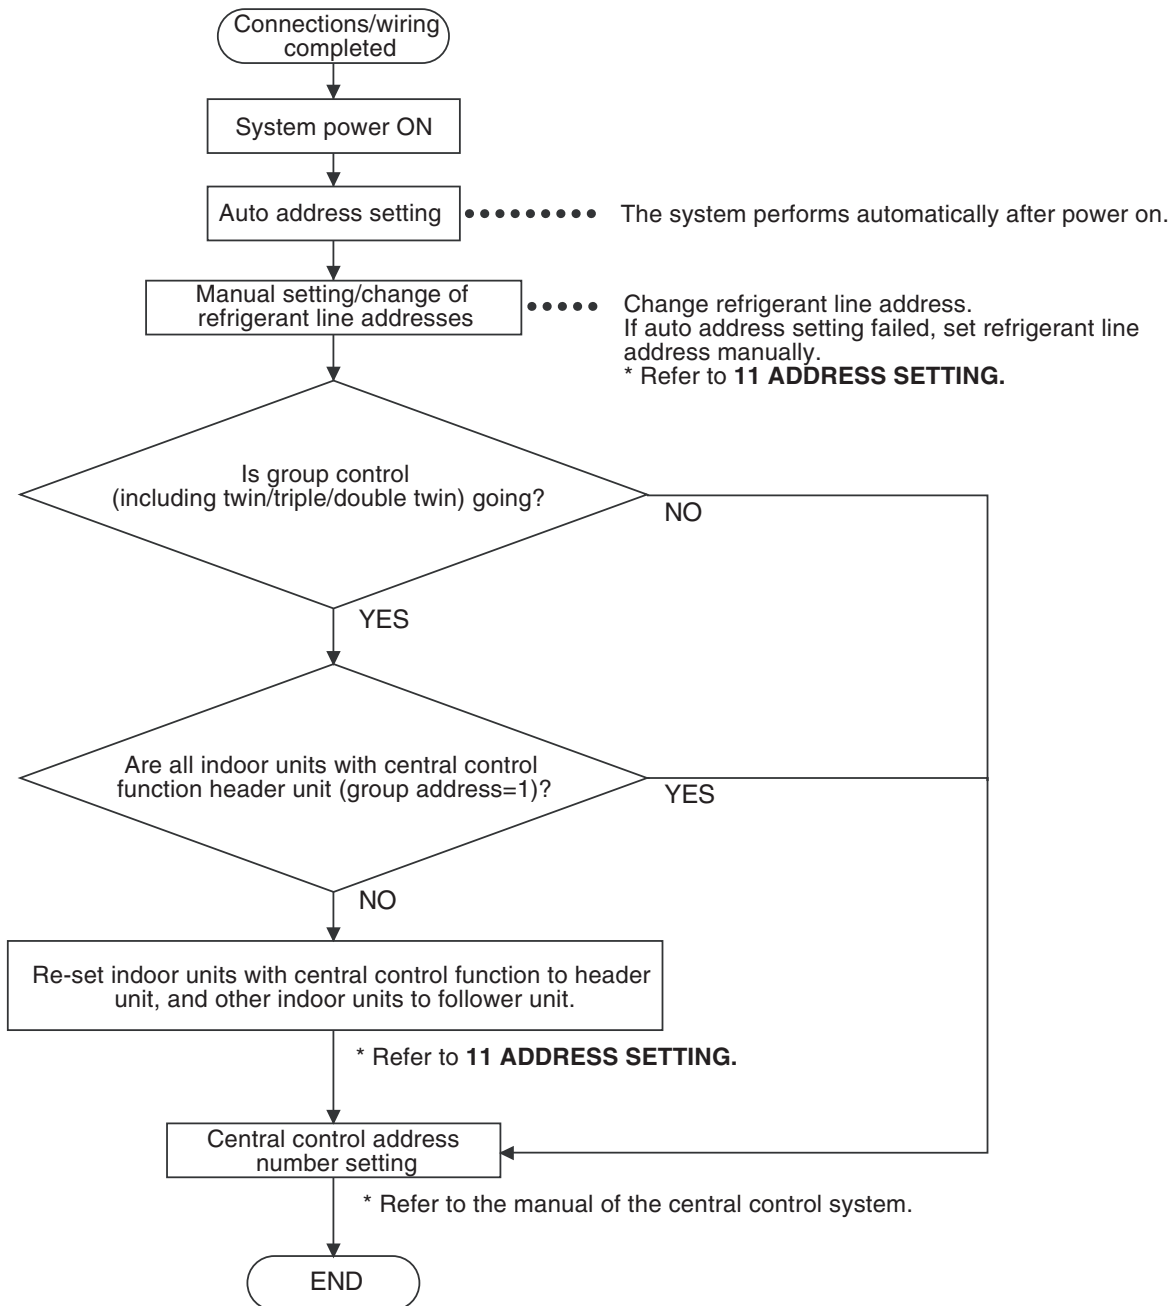 Connections/wiring
completed
System power ON
Auto address setting
The system performs automatically after power on.
Manual setting/change of
refrigerant line addresses
Change refrigerant line address.
If auto address setting failed, set refrigerant line
address manually.
* Refer to 11 ADDRESS SETTING.
Is group control
(including twin/triple/double twin) going?
NO
YES
Are all indoor units with central control
function header unit (group address=1)?
YES
NO
Re-set indoor units with central control function to header
unit, and other indoor units to follower unit.
* Refer to 11 ADDRESS SETTING.
Central control address
number setting
* Refer to the manual of the central control system.
END